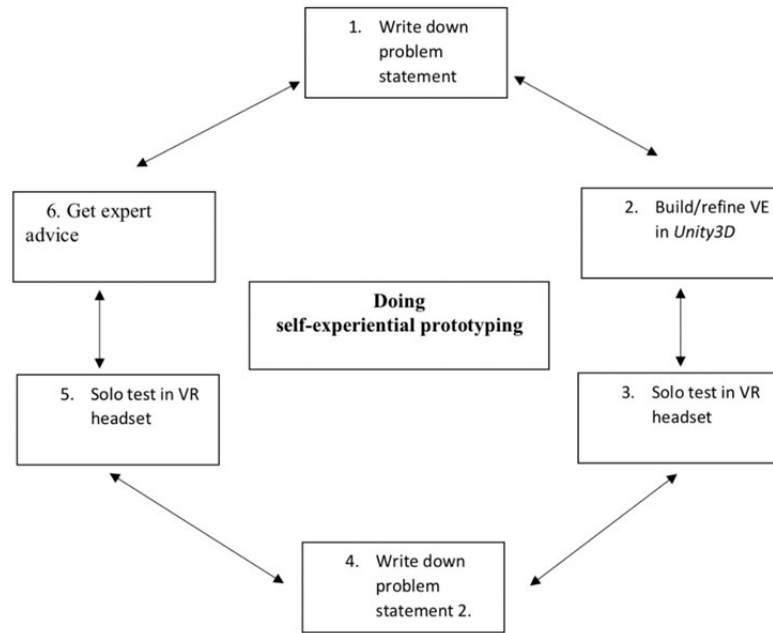 1. Write down
problem
statement
2. Build/refine VE
in Unity3D
3. Solo test in VR
headset
4. Write down
problem
statement 2.
5. Solo test in VR
headset
6. Get expert
advice
Doing
self-experiential prototyping